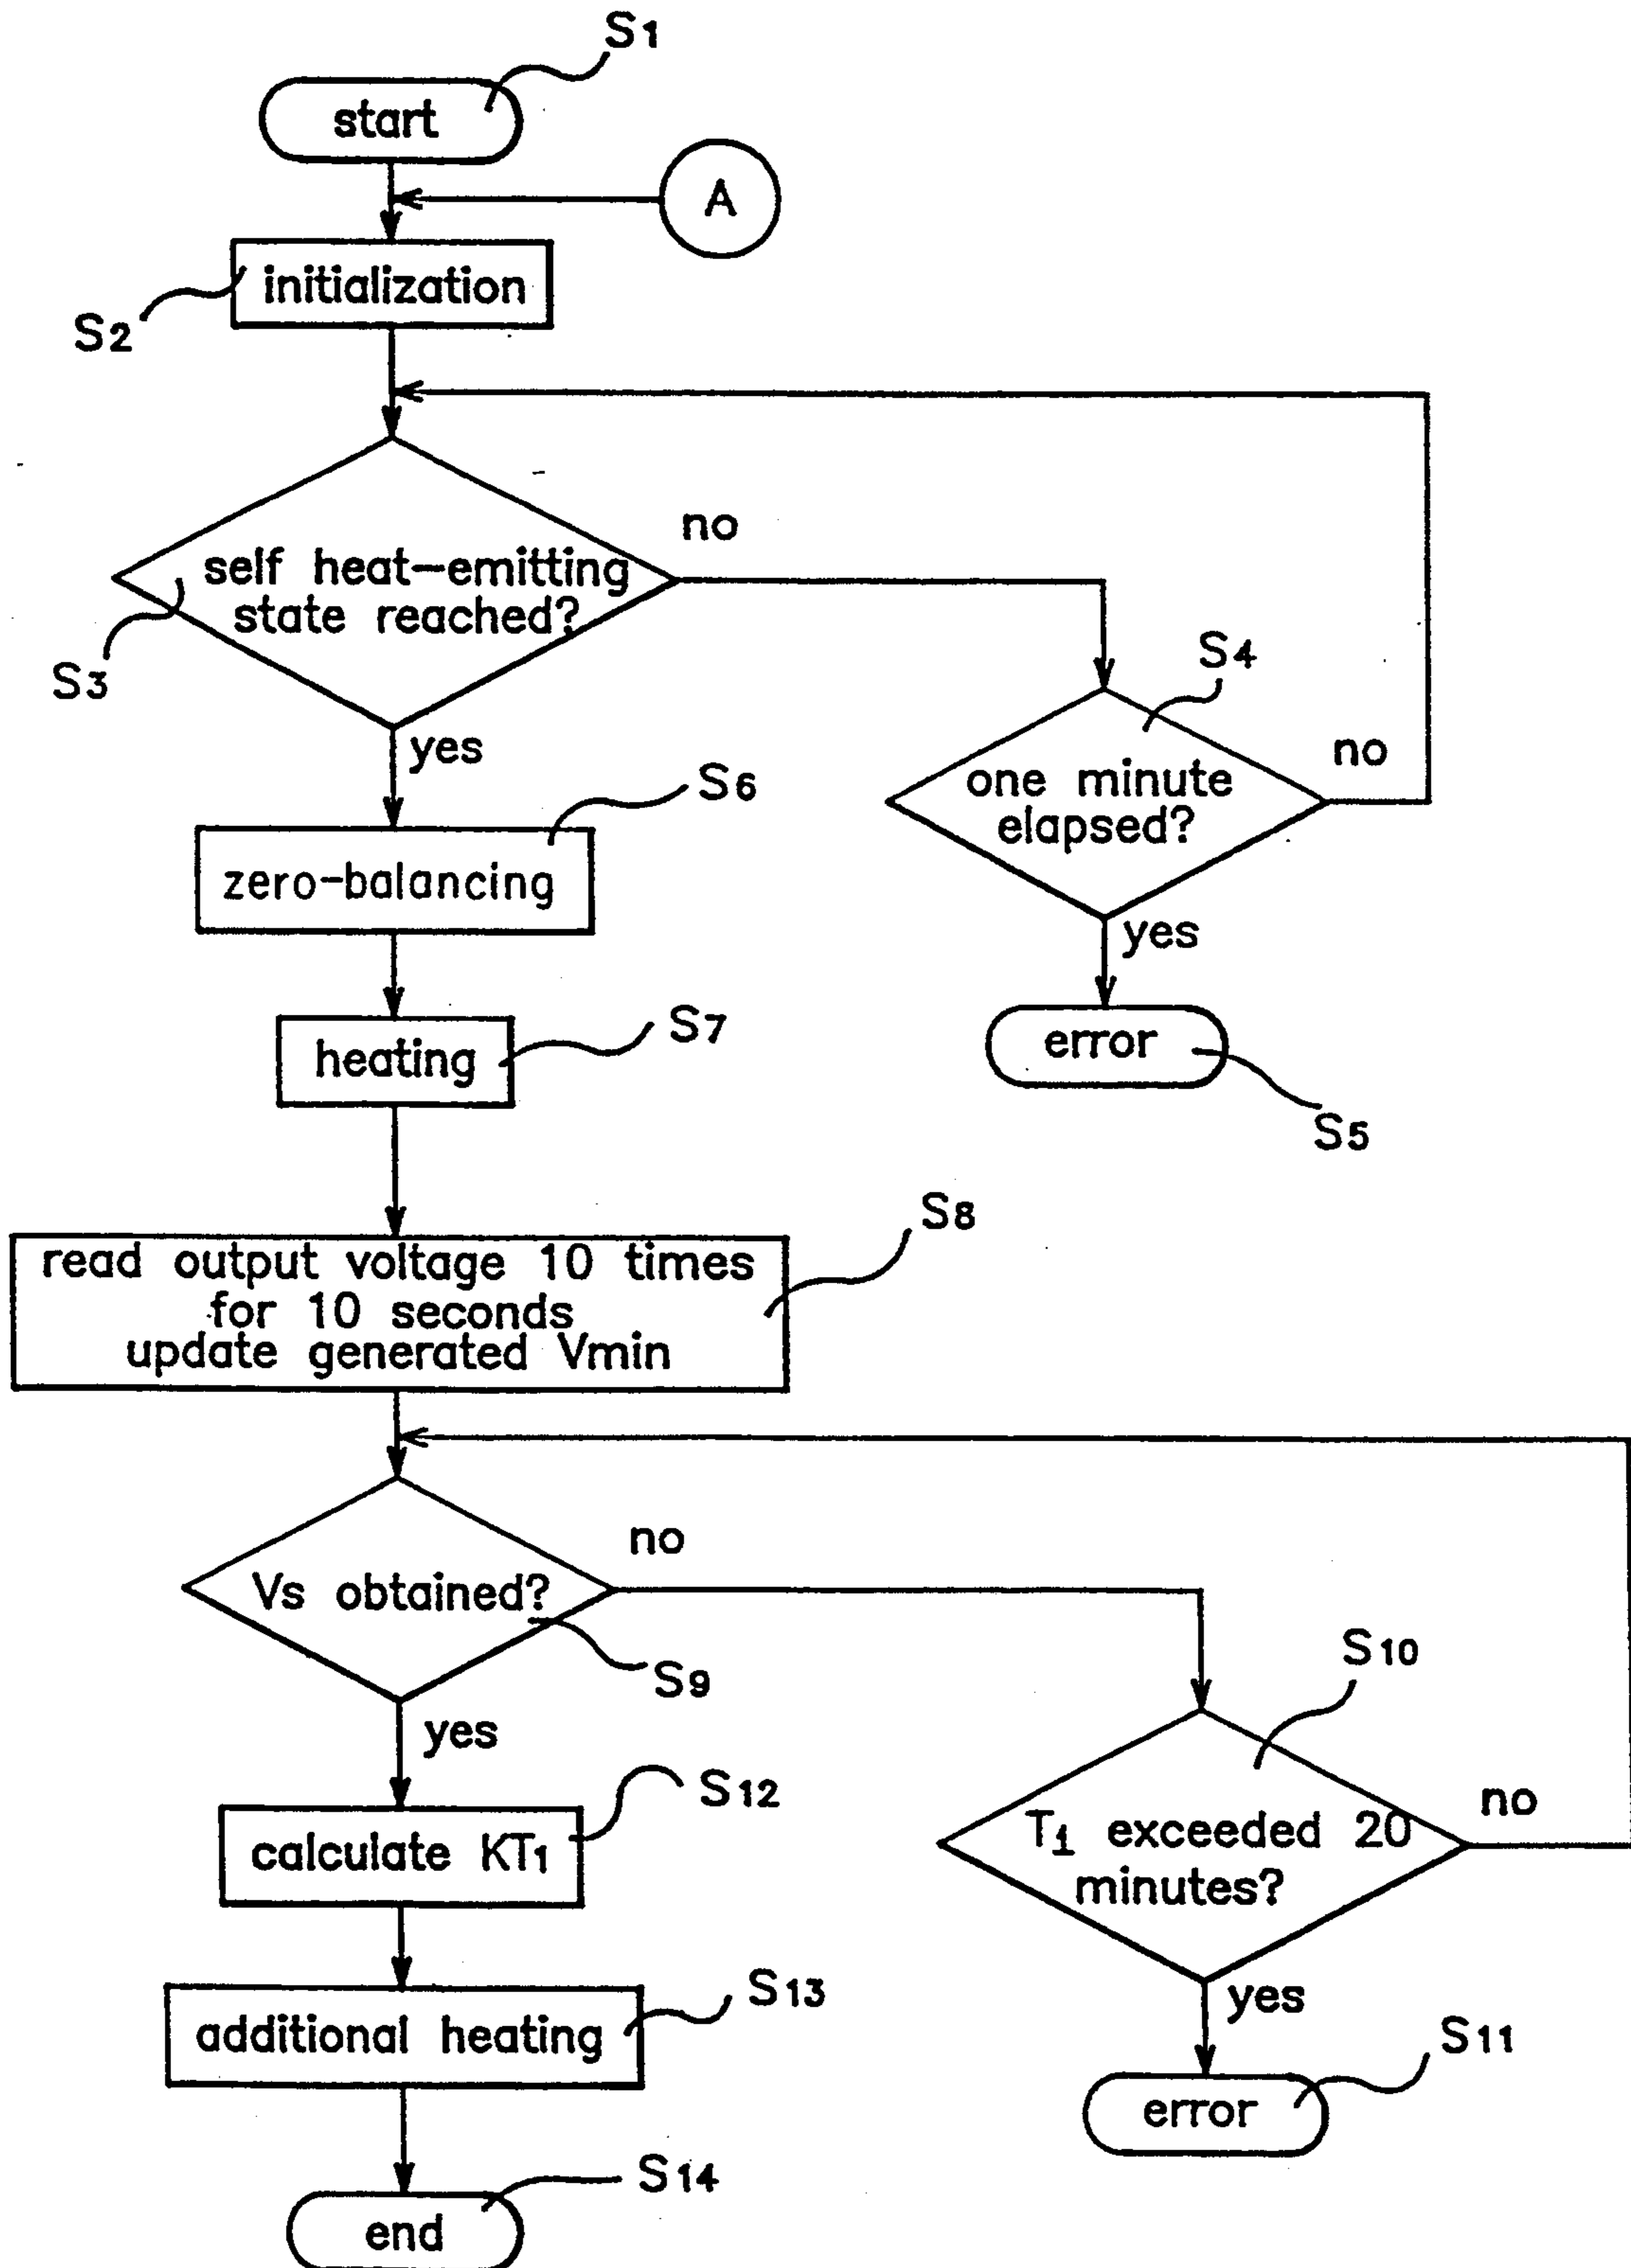 S1
start
A
initialization
S2
no
self heat-emitting
state reached?
S3
S4
no
one minute
elapsed?
yes
S6
zero-balancing
yes
error
S5
S7
heating
S8
read output voltage 10 times
for 10 seconds
update generated Vmin
no
Vs obtained?
S9
S10
yes
S12
calculate KT1
T1 exceeded 20
minutes?
no
S13
additional heating
yes
S11
error
S14
end